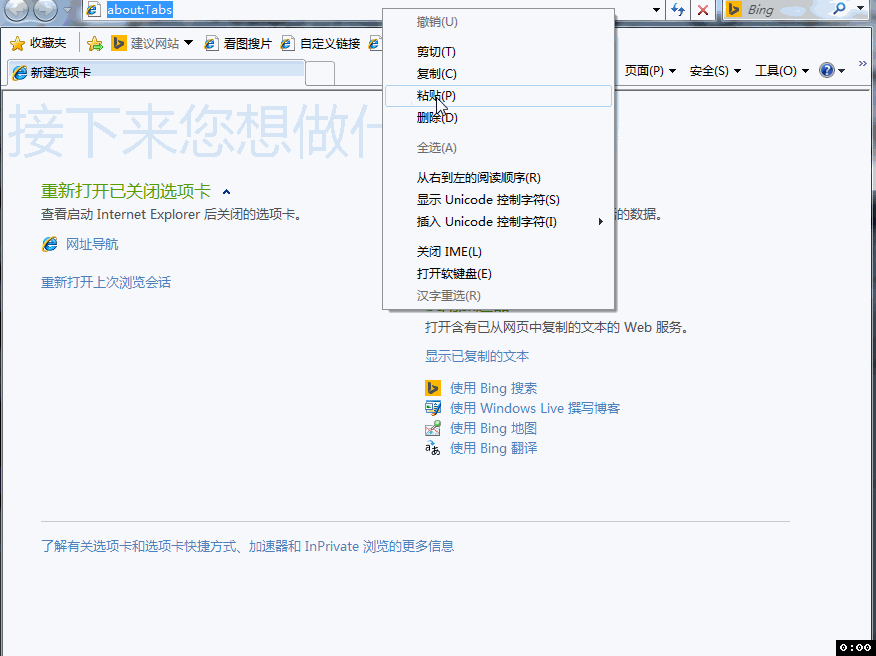 about:Tabs
Bing
收藏夹
建议网站
看图搜片
自定义链接
新建选项卡
页面(P)
安全(S)
工具(O)
接下来您想做什
撤销(U)
剪切(T)
复制(C)
粘贴(P)
删除(D)
全选(A)
从右到左的阅读顺序(R)
显示 Unicode 控制字符(S)
插入 Unicode 控制字符(I)
关闭 IME(L)
打开软键盘(E)
汉字重选(R)
重新打开已关闭选项卡
查看启动 Internet Explorer 后关闭的选项卡。
网址导航
重新打开上次浏览会话
的数据。
打开含有已从网页中复制的文本的 Web 服务。
显示已复制的文本
使用 Bing 搜索
使用 Windows Live 撰写博客
使用 Bing 地图
使用 Bing 翻译
了解有关选项卡和选项卡快捷方式、加速器和 InPrivate 浏览的更多信息
0:00